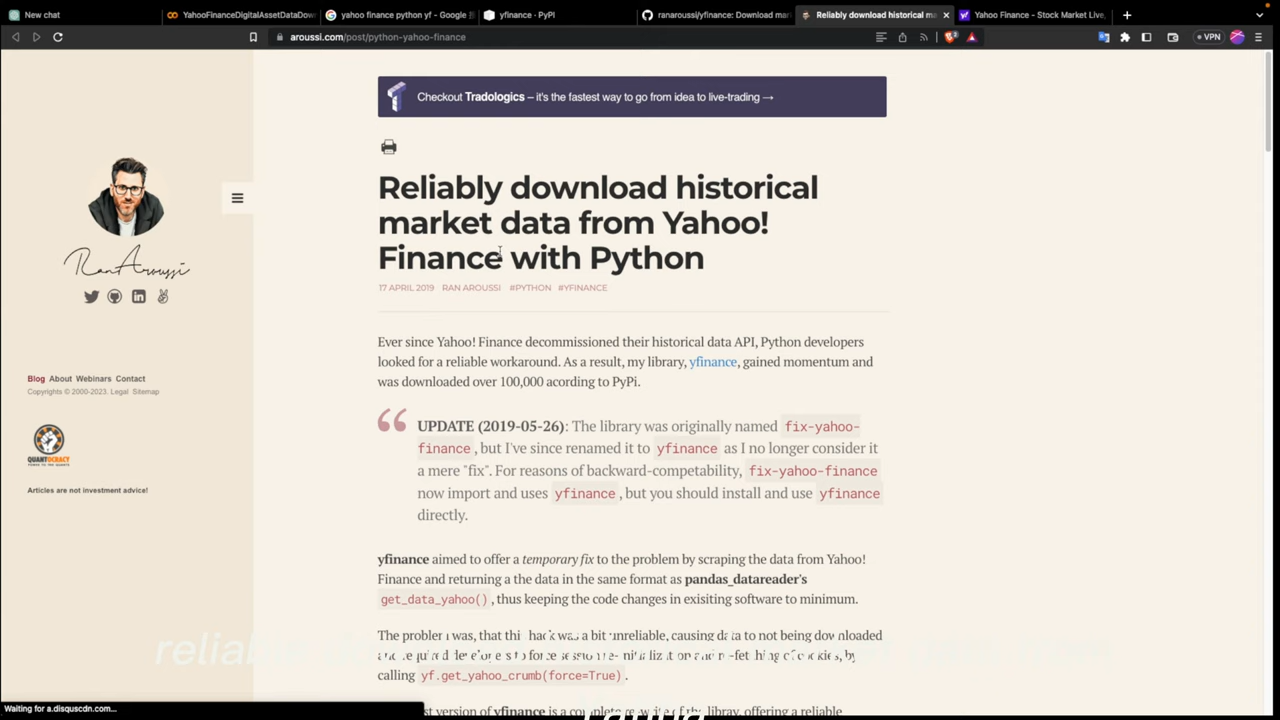 New chat
YahooFinanceDigitalAssetDataDow
yahoo finance python yf - Google
yfinance · PyPI
ranaroussi/yfinance: Download mar
Reliably download historical m
Yahoo Finance - Stock Market Live,
aroussi.com/post/python-yahoo-finance
VPN
Checkout Tradologics – it's the fastest way to go from idea to live-trading →
Reliably download historical
market data from Yahoo!
Finance with Python
17 APRIL 2019 RAN AROUSSI #PYTHON #YFINANCE
Ran Aroussi
Blog About Webinars Contact
Copyrights © 2000-2023. Legal Sitemap
QUANTOCRACY
Articles are not investment advice!
Ever since Yahoo! Finance decommissioned their historical data API, Python developers
looked for a reliable workaround. As a result, my library, yfinance, gained momentum and
was downloaded over 100,000 acording to PyPi.
UPDATE (2019-05-26): The library was originally named fix-yahoo-
finance, but I've since renamed it to yfinance as I no longer consider it
a mere "fix". For reasons of backward-competability, fix-yahoo-finance
now import and uses yfinance, but you should install and use yfinance
directly.
yfinance aimed to offer a temporary fix to the problem by scraping the data from Yahoo!
Finance and returning a the data in the same format as pandas_datareader's
get_data_yahoo(), thus keeping the code changes in exisiting software to minimum.
The problem was, that this hack was a bit unreliable, causing data to not being downloaded
and required developers to force session re-initialization and re-fetching of cookies, by
calling yf.get_yahoo_crumb(force=True).
st version of yfinance is a complete re-write of the library, offering a reliable
Waiting for a.disquscdn.com...